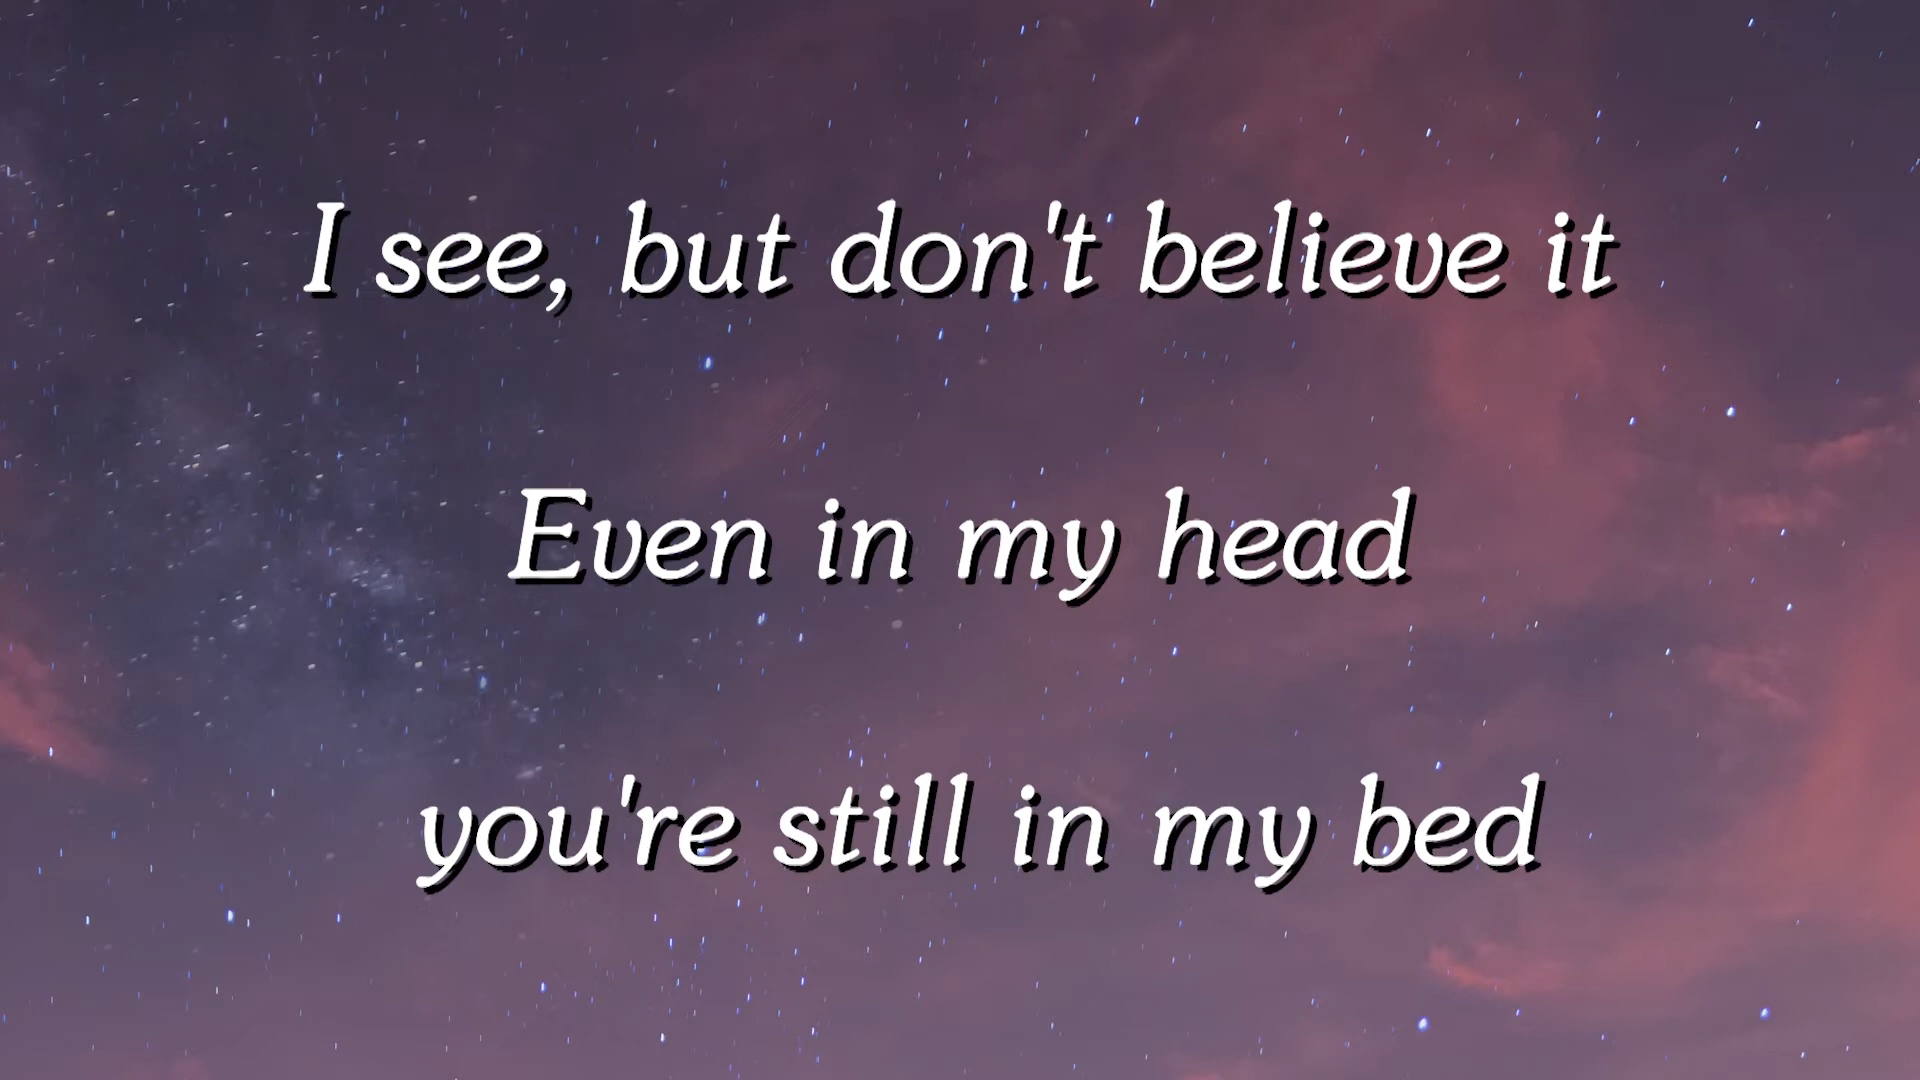 I see, but don't believe it
Even in my head
you're still in my bed